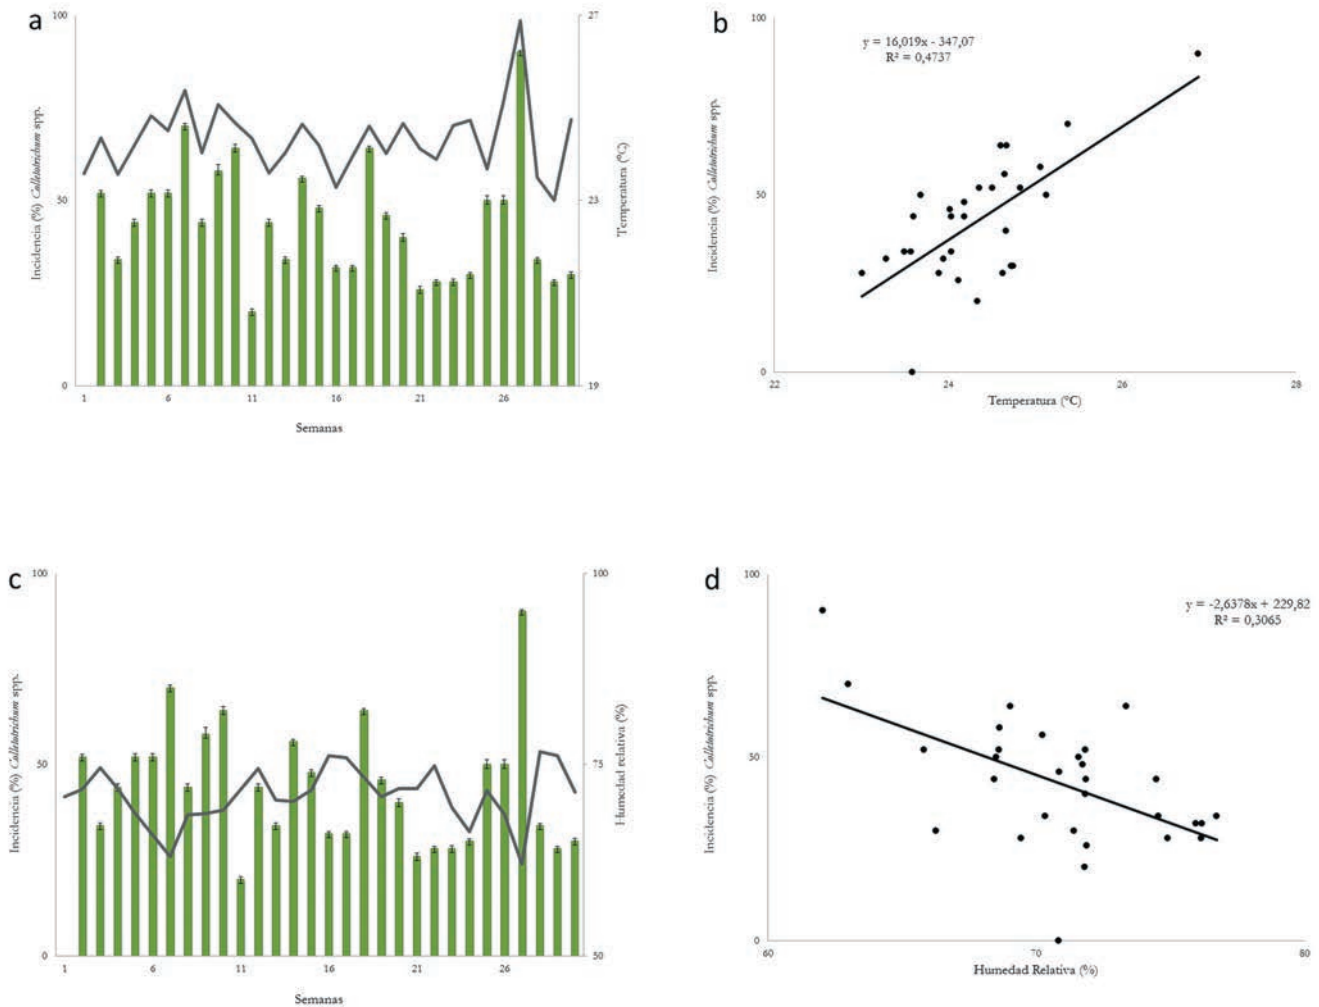 a
100
50
0
27
23
19
1
6
11
16
21
26
Incidencia (%) Colletotrichum spp.
Temperatura (°C)
Semanas
b
y = 16,019x - 347,07
R² = 0,4737
100
50
0
22
24
26
28
Incidencia (%) Colletotrichum spp.
Temperatura (°C)
c
100
50
0
100
75
50
1
6
11
16
21
26
Incidencia (%) Colletotrichum spp.
Humedad relativa (%)
Semanas
d
y = -2,6378x + 229,82
R² = 0,3065
100
50
0
60
70
80
Incidencia (%) Colletotrichum spp.
Humedad Relativa (%)